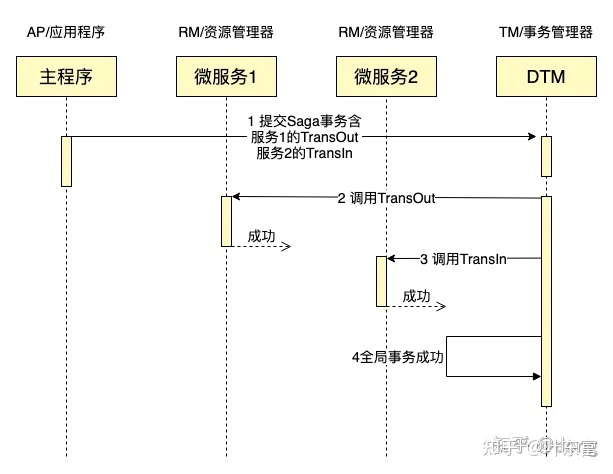 AP/应用程序
RM/资源管理器
RM/资源管理器
TM/事务管理器
主程序
微服务1
微服务2
DTM
1 提交Saga事务含
服务1的TransOut
服务2的TransIn
2 调用TransOut
成功
3 调用TransIn
成功
4全局事务成功
知乎